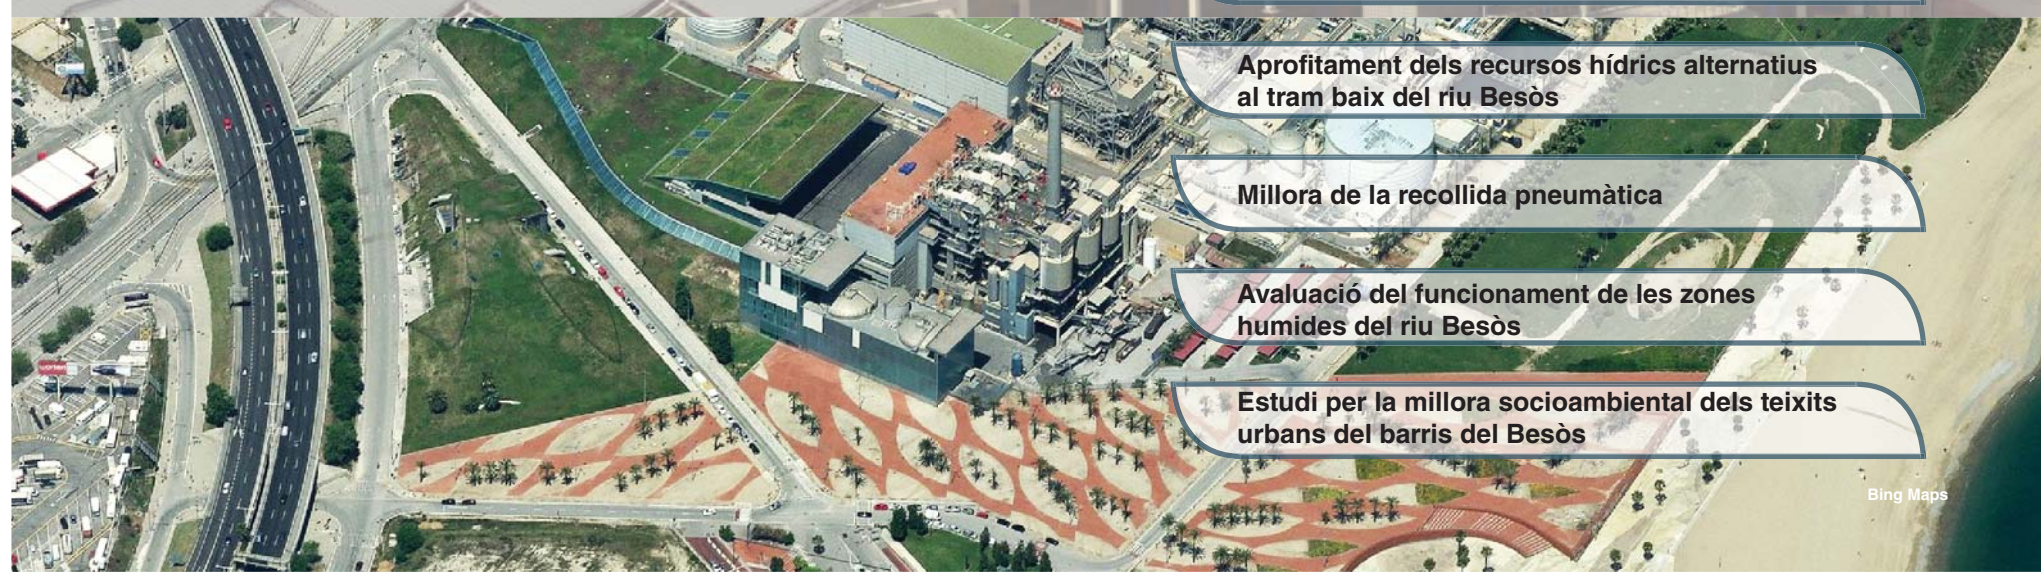 Aprofitament dels recursos hídrics alternatius
al tram baix del riu Besòs
Millora de la recollida pneumàtica
Avaluació del funcionament de les zones
humides del riu Besòs
Estudi per la millora socioambiental dels teixits
urbans del barris del Besòs
Bing Maps